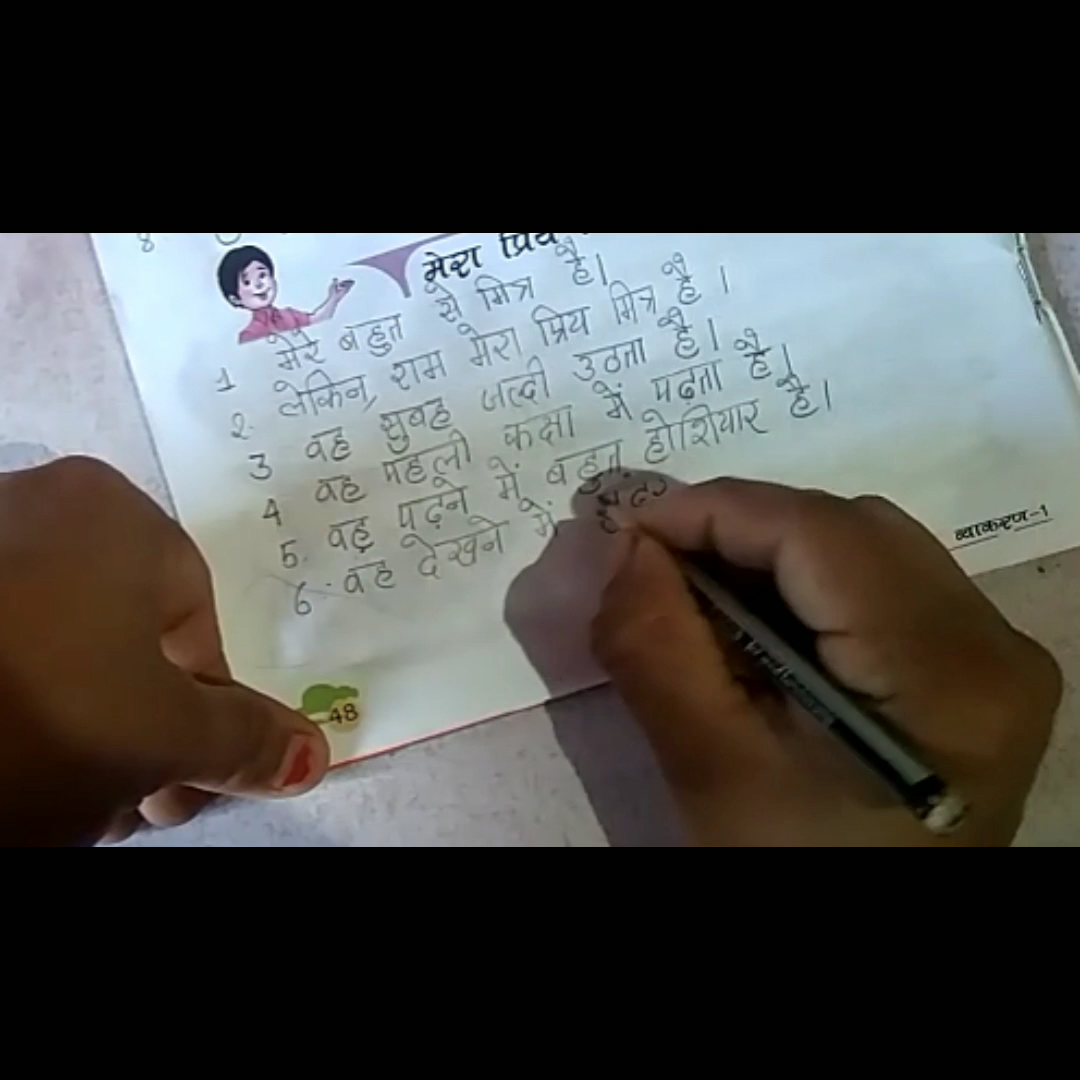 मेरा प्रिय
1 मेरे बहुत से मित्र है।
२. लेकिन, राम मेरा प्रिय मित्र है ।
3 वह सुबह जल्दी उठता है।
4 वह पहली कक्षा में पढ़ता है।
5. वह पढ़ने में बहुत होशियार है।
6. वह देखने में
48
व्याकरण-1